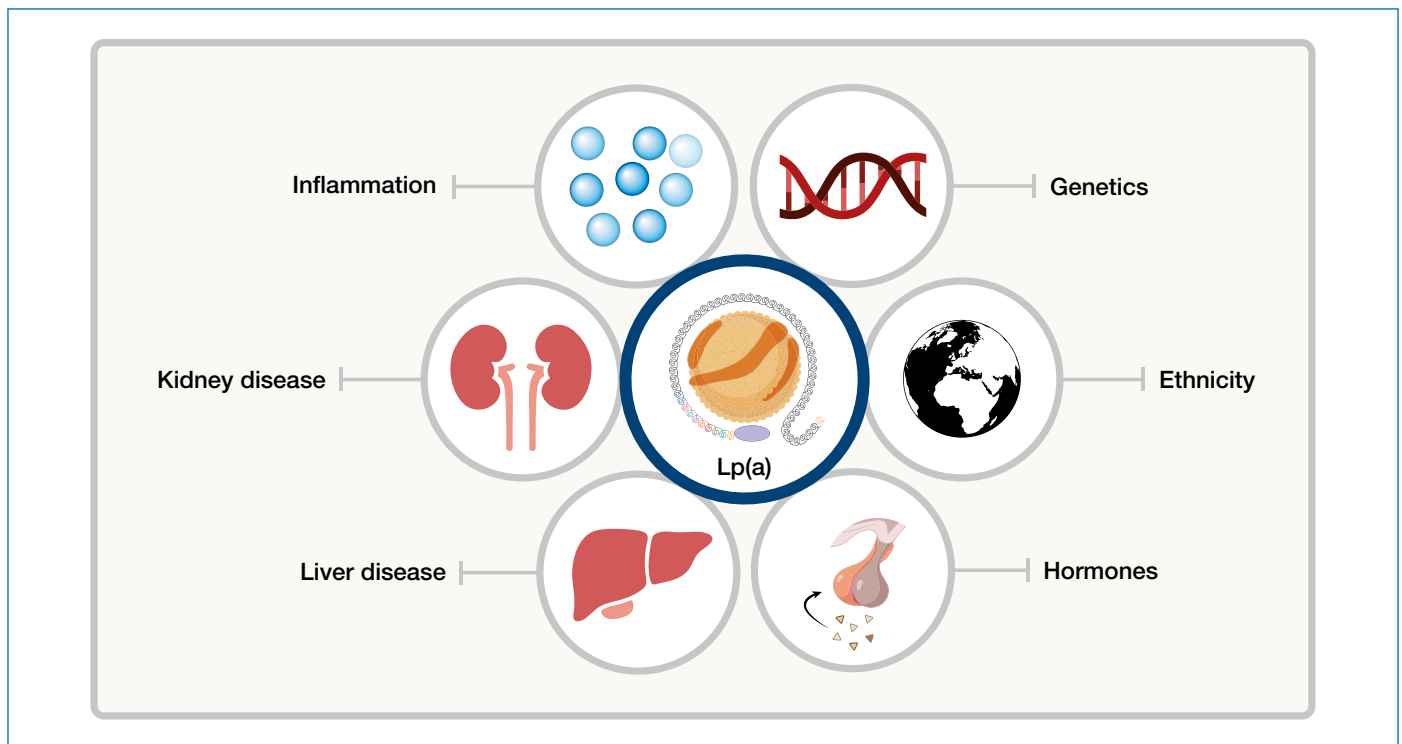 Inflammation
Genetics
Kidney disease
Ethnicity
Lp(a)
Liver disease
Hormones